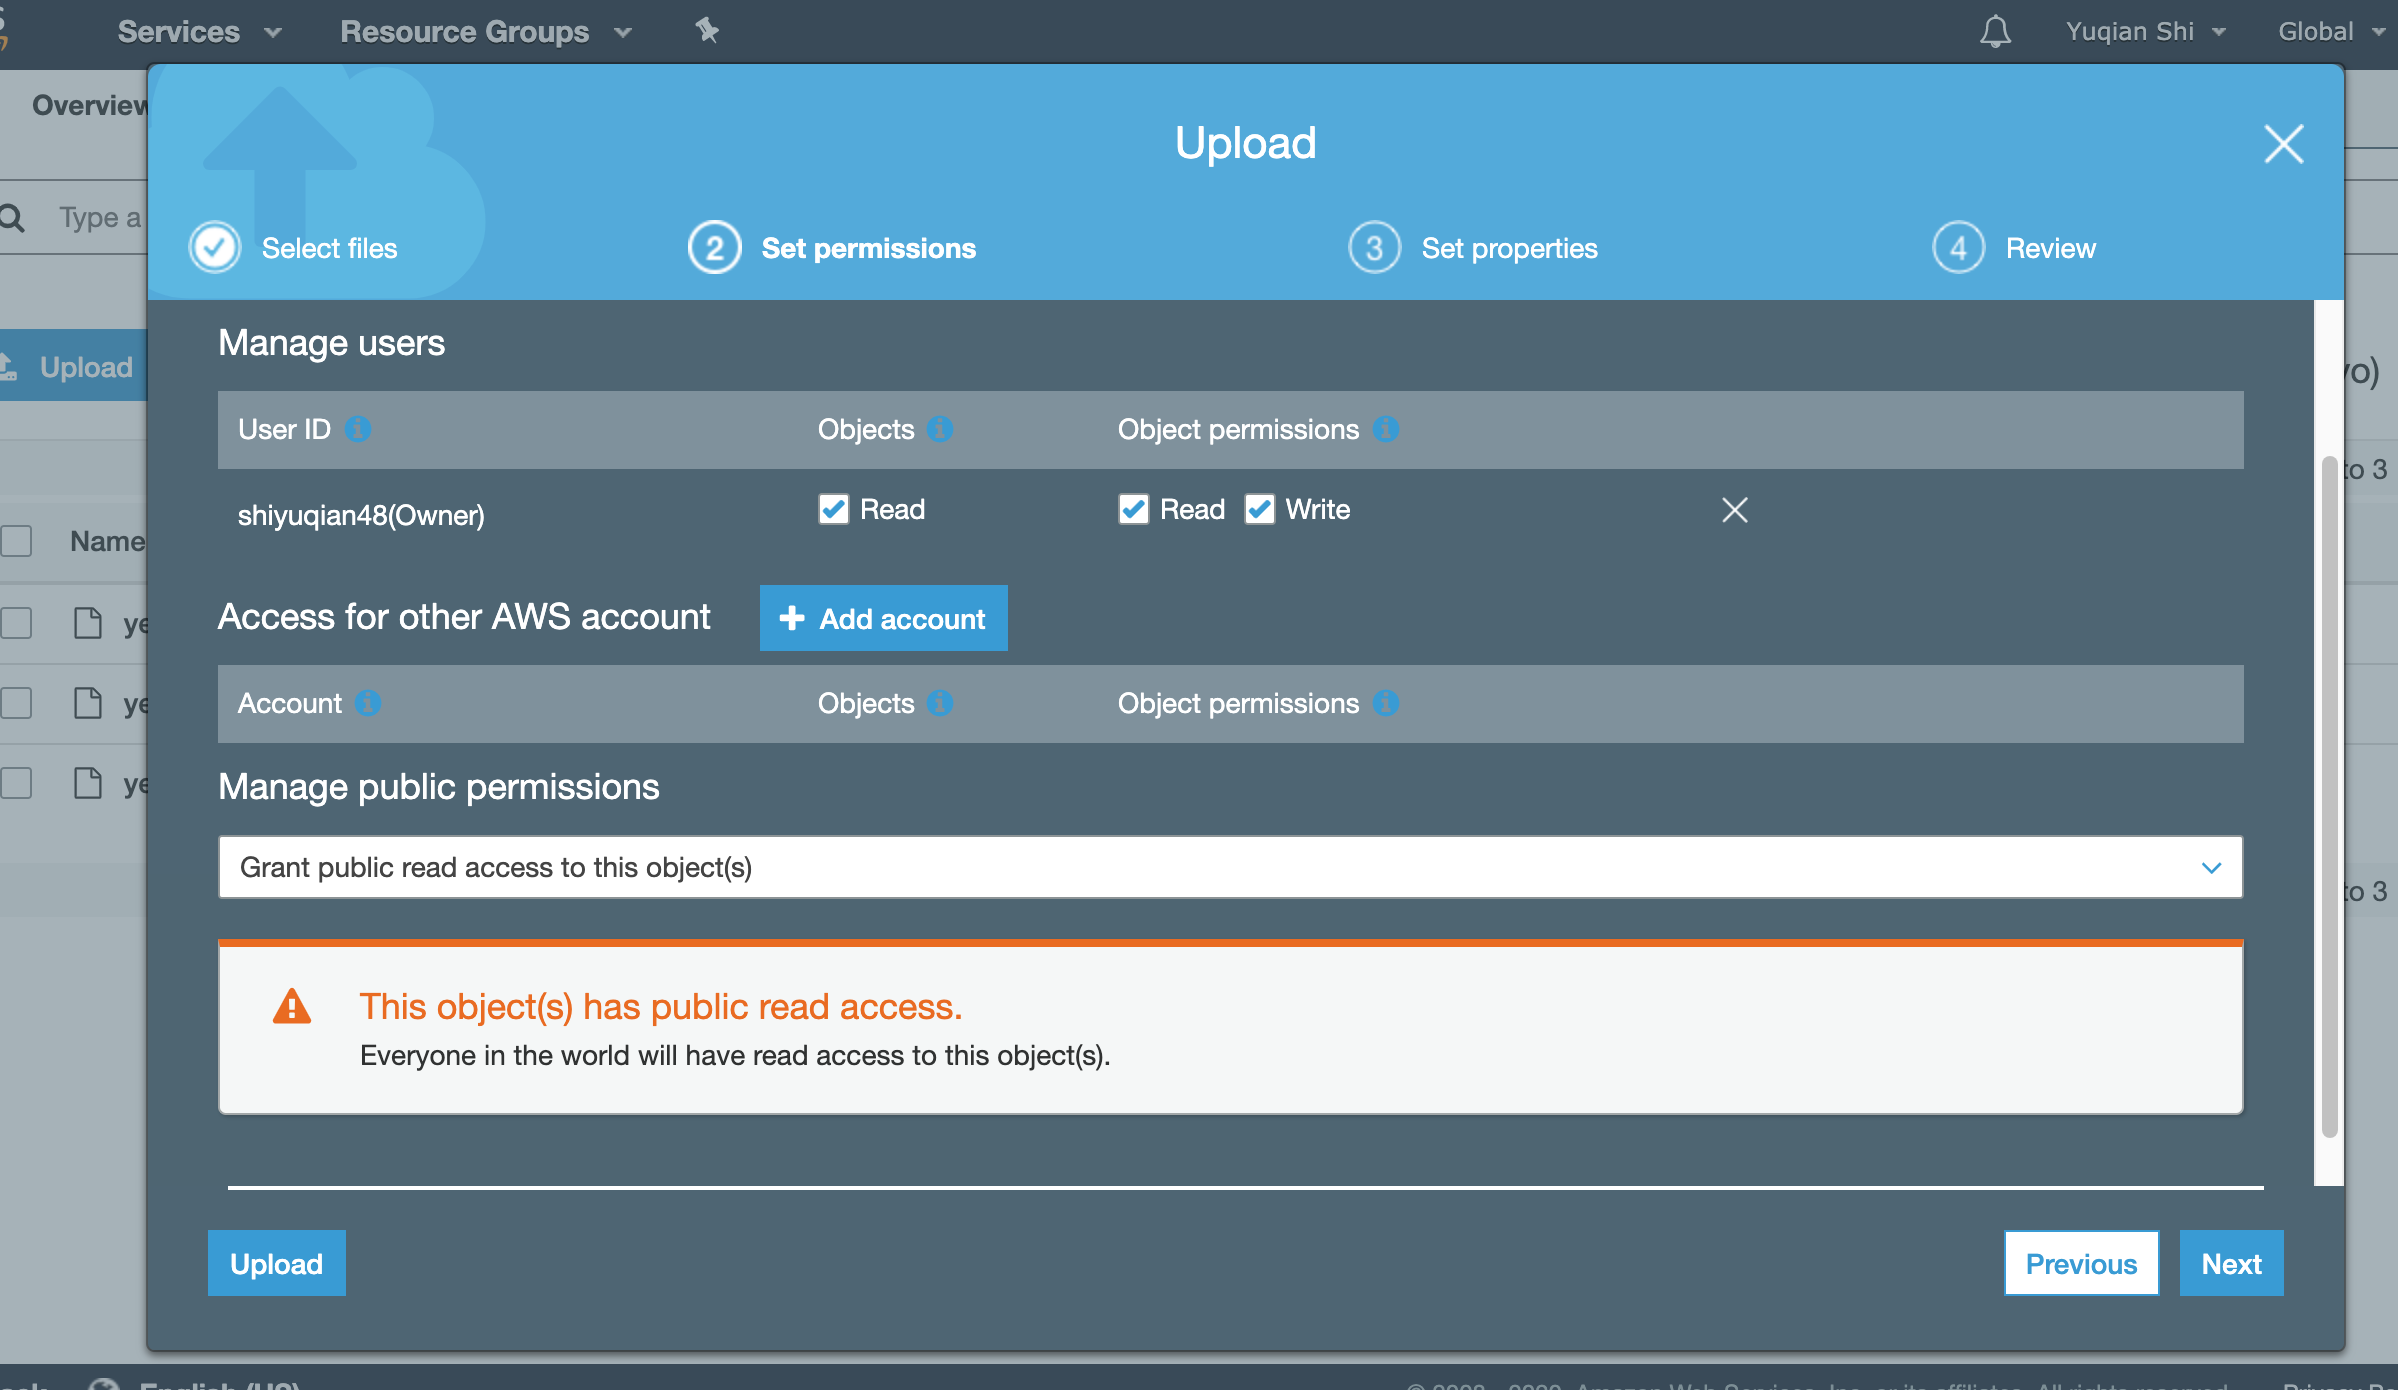 Services Resource Groups Yuqian Shi Global
Overview
Upload
Type a
Select files 2 Set permissions 3 Set properties 4 Review
Manage users
Upload
User ID Objects Object permissions
to 3
shiyuqian48(Owner) Read Read Write
Name
Access for other AWS account Add account
ye
Account Objects Object permissions
ye
Manage public permissions
ye
Grant public read access to this object(s)
to 3
This object(s) has public read access.
Everyone in the world will have read access to this object(s).
Upload Previous Next
English (US)